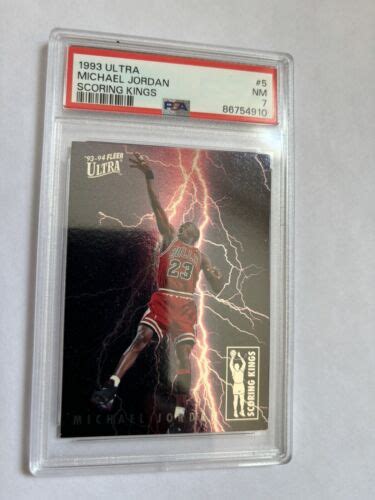 1993 ULTRA #5
MICHAEL JORDAN NM
SCORING KINGS 7
PSA 86754910
'93-94 FLEER
ULTRA
BULLS
23
SCORING KINGS
MICHAEL JORDAN